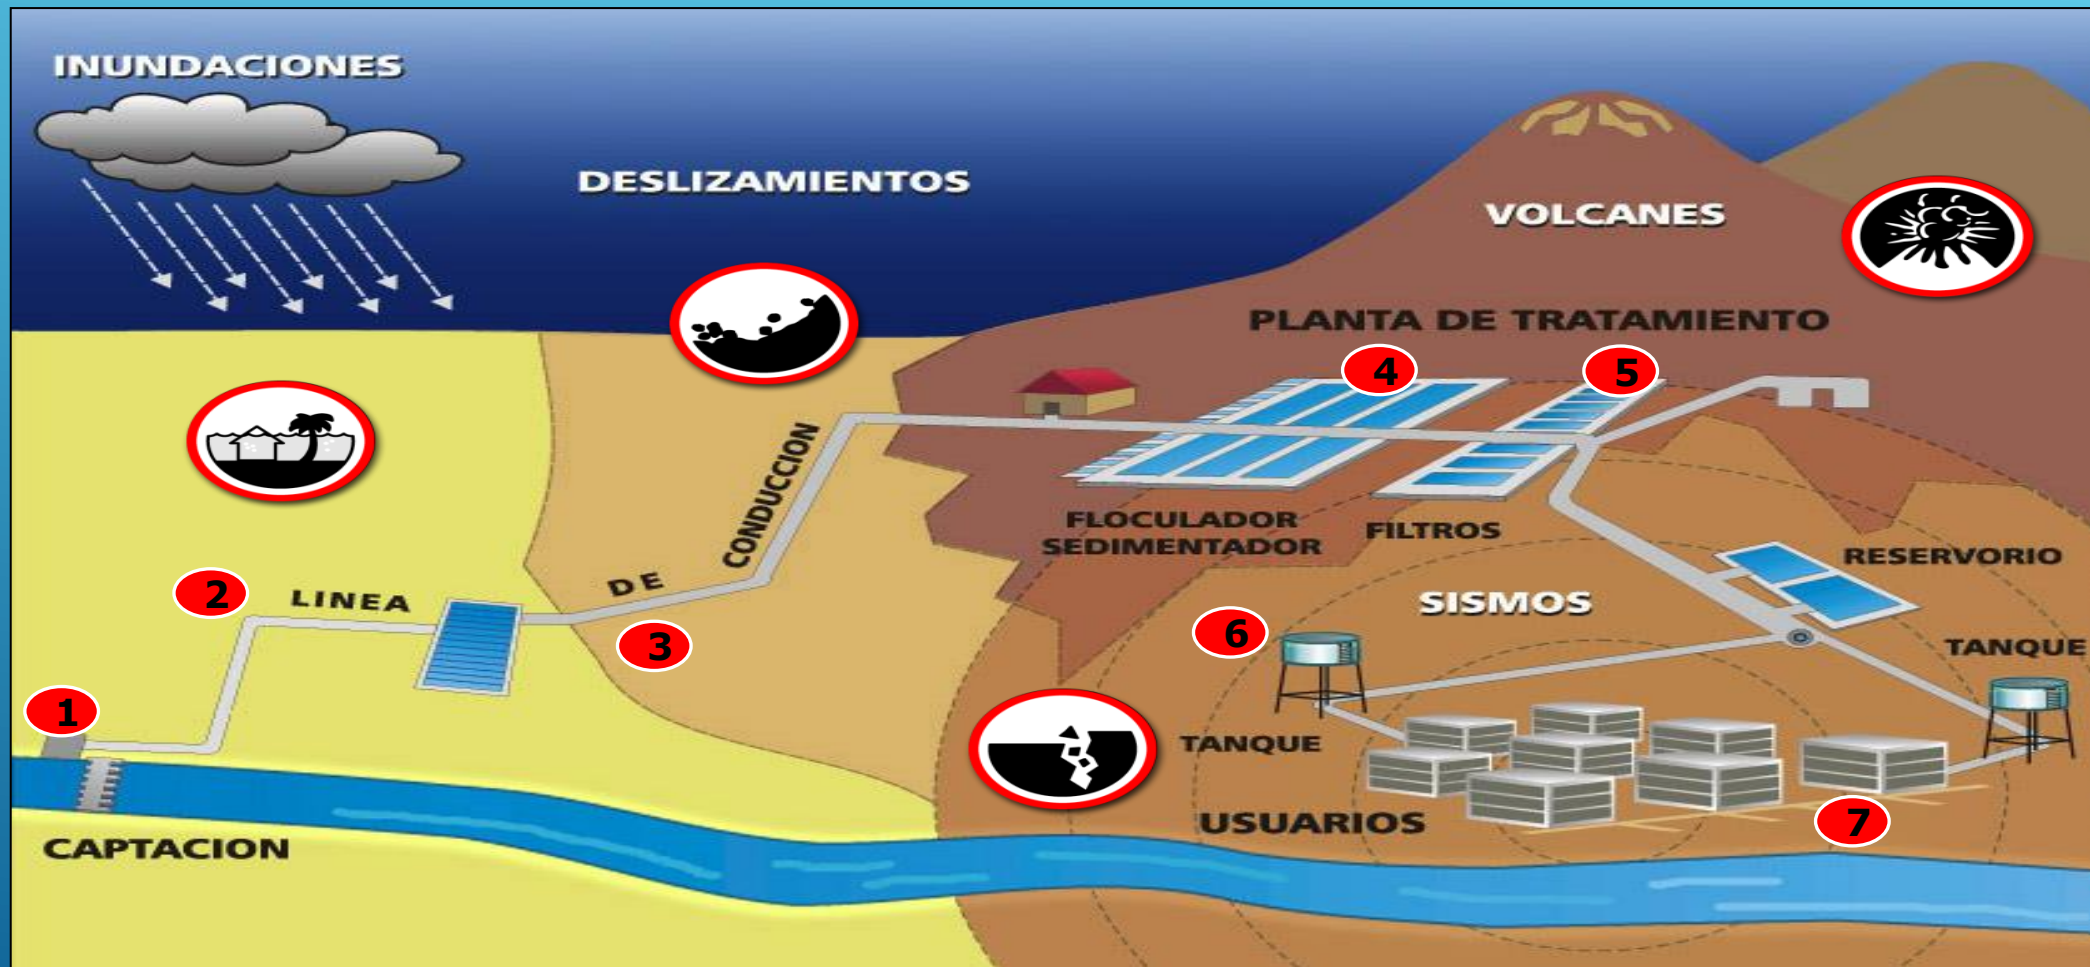 INUNDACIONES
DESLIZAMIENTOS
VOLCANES
PLANTA DE TRATAMIENTO
4
5
CONDUCCION
FLOCULADOR
SEDIMENTADOR
FILTROS
RESERVORIO
2
LINEA
DE
3
SISMOS
6
TANQUE
1
TANQUE
USUARIOS
7
CAPTACION